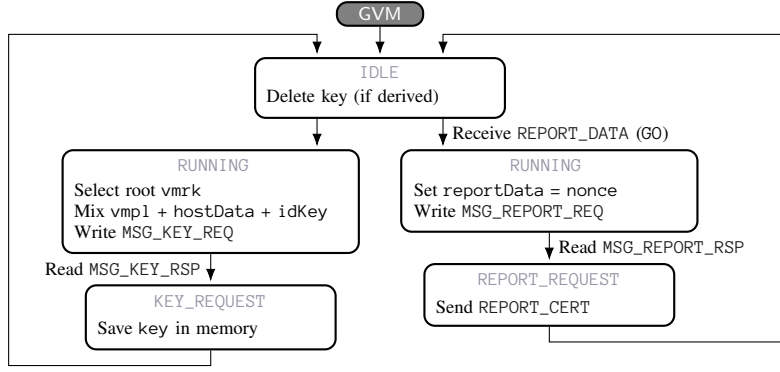 GVM
IDLE
Delete key (if derived)
Receive REPORT_DATA (GO)
RUNNING
Select root vmrk
Mix vmpl + hostData + idKey
Write MSG_KEY_REQ
RUNNING
Set reportData = nonce
Write MSG_REPORT_REQ
Read MSG_KEY_RSP
Read MSG_REPORT_RSP
KEY_REQUEST
Save key in memory
REPORT_REQUEST
Send REPORT_CERT